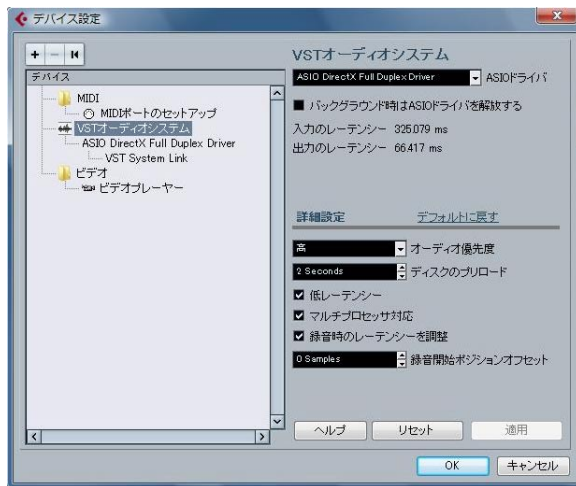 デバイス設定
デバイス
MIDI
MIDIポートのセットアップ
VSTオーディオシステム
ASIO DirectX Full Duplex Driver
VST System Link
ビデオ
ビデオプレーヤー
VSTオーディオシステム
ASIO DirectX Full Duplex Driver ASIOドライバ
バックグラウンド時はASIOドライバを解放する
入力のレーテンシー 325.079 ms
出力のレーテンシー 66.417 ms
詳細設定 デフォルトに戻す
高 オーディオ優先度
2 Seconds ディスクのプリロード
低レーテンシー
マルチプロセッサ対応
録音時のレーテンシーを調整
0 Samples 録音開始ポジションオフセット
ヘルプ リセット 適用
OK キャンセル